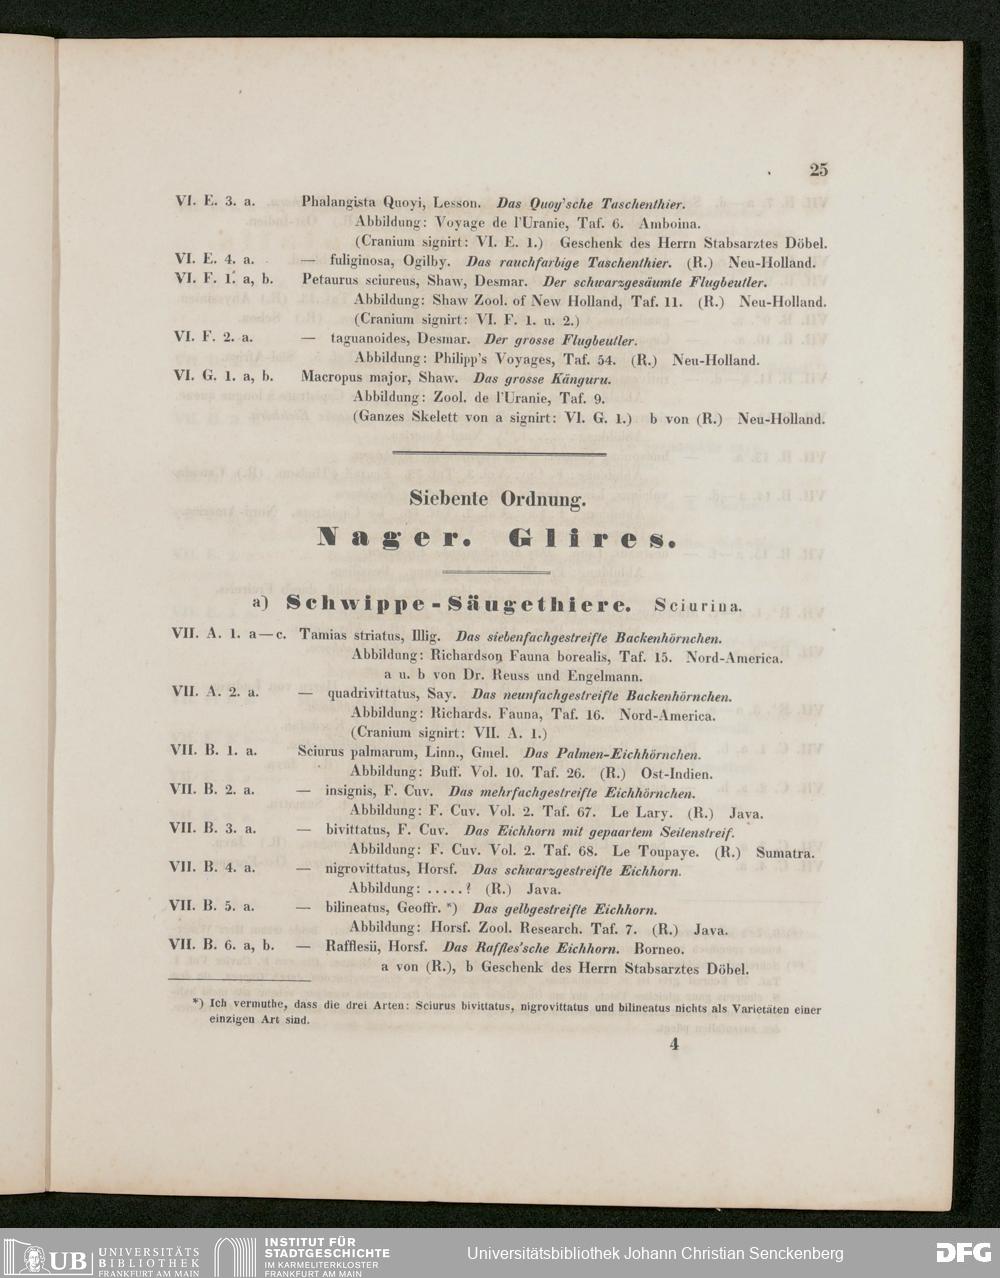 25
VI. E. 3. a. Phalangista Quoyi, Lesson. Das Quoy'sche Taschenthier.
Abbildung: Voyage de l'Uranie, Taf. 6. Amboina.
(Cranium signirt: VI. E. 1.) Geschenk des Herrn Stabsarztes Döbel.
VI. E. 4. a. — fuliginosa, Ogilby. Das rauchfarbige Taschenthier. (R.) Neu-Holland.
VI. F. 1. a, b. Petaurus sciureus, Shaw, Desmar. Der schwarzgesäumte Flugbeutler.
Abbildung: Shaw Zool. of New Holland, Taf. 11. (R.) Neu-Holland.
(Cranium signirt: VI. F. 1. u. 2.)
VI. F. 2. a. — taguanoides, Desmar. Der grosse Flugbeutler.
Abbildung: Philipp's Voyages, Taf. 54. (R.) Neu-Holland.
VI. G. 1. a, b. Macropus major, Shaw. Das grosse Känguru.
Abbildung: Zool. de l'Uranie, Taf. 9.
(Ganzes Skelett von a signirt: VI. G. 1.) b von (R.) Neu-Holland.
Siebente Ordnung.
Nager. Glires.
a) Schwippe-Säugethiere. Sciurina.
VII. A. 1. a—c. Tamias striatus, Illig. Das siebenfachgestreifte Backenhörnchen.
Abbildung: Richardson Fauna borealis, Taf. 15. Nord-America.
a u. b von Dr. Reuss und Engelmann.
VII. A. 2. a. — quadrivittatus, Say. Das neunfachgestreifte Backenhörnchen.
Abbildung: Richards. Fauna, Taf. 16. Nord-America.
(Cranium signirt: VII. A. 1.)
VII. B. 1. a. Sciurus palmarum, Linn., Gmel. Das Palmen-Eichhörnchen.
Abbildung: Buff. Vol. 10. Taf. 26. (R.) Ost-Indien.
VII. B. 2. a. — insignis, F. Cuv. Das mehrfachgestreifte Eichhörnchen.
Abbildung: F. Cuv. Vol. 2. Taf. 67. Le Lary. (R.) Java.
VII. B. 3. a. — bivittatus, F. Cuv. Das Eichhorn mit gepaartem Seitenstreif.
Abbildung: F. Cuv. Vol. 2. Taf. 68. Le Toupaye. (R.) Sumatra.
VII. B. 4. a. — nigrovittatus, Horsf. Das schwarzgestreifte Eichhorn.
Abbildung: .....? (R.) Java.
VII. B. 5. a. — bilineatus, Geoffr. *) Das gelbgestreifte Eichhorn.
Abbildung: Horsf. Zool. Research. Taf. 7. (R.) Java.
VII. B. 6. a, b. — Rafflesii, Horsf. Das Raffles'sche Eichhorn. Borneo.
a von (R.), b Geschenk des Herrn Stabsarztes Döbel.
*) Ich vermuthe, dass die drei Arten: Sciurus bivittatus, nigrovittatus und bilineatus nichts als Varietäten einer
einzigen Art sind.
4
UB UNIVERSITÄTS
BIBLIOTHEK
FRANKFURT AM MAIN
INSTITUT FÜR
STADTGESCHICHTE
IM KARMELITERKLOSTER
FRANKFURT AM MAIN
Universitätsbibliothek Johann Christian Senckenberg
DFG